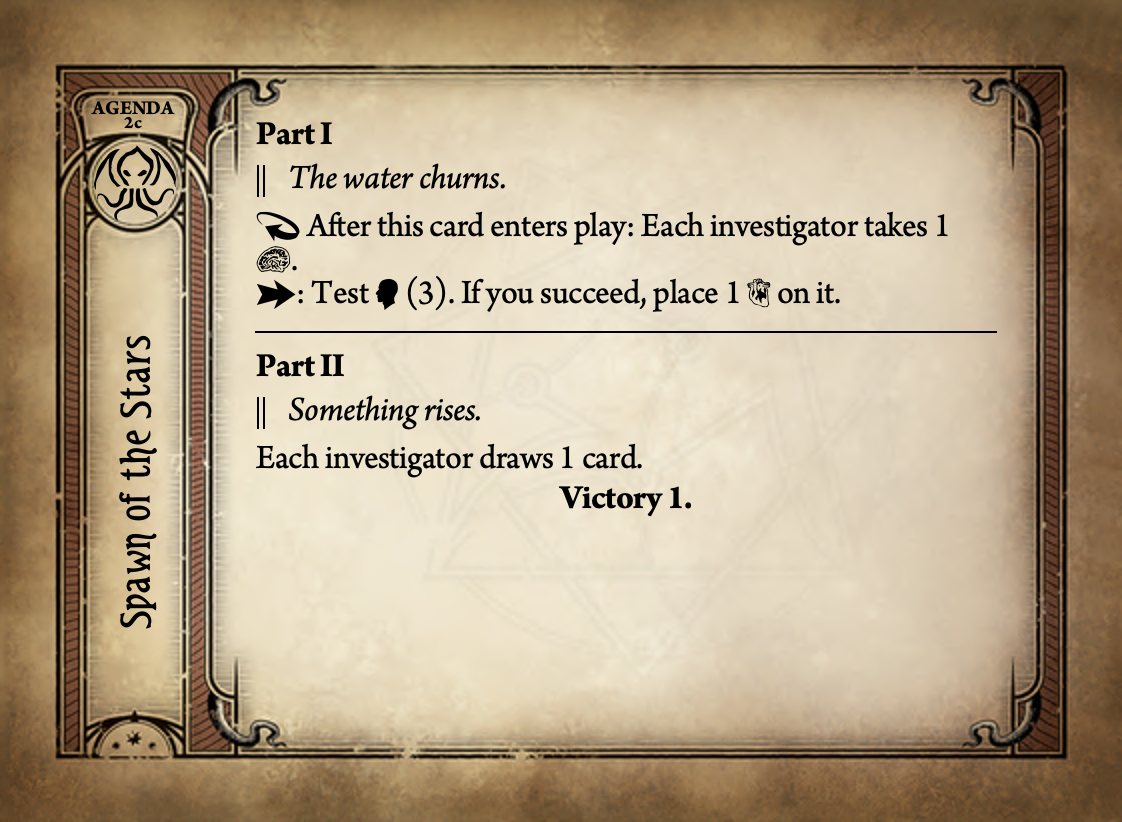 AGENDA
2c
Spawn of the Stars
Part I
The water churns.
After this card enters play: Each investigator takes 1
.
: Test (3). If you succeed, place 1 on it.
Part II
Something rises.
Each investigator draws 1 card.
Victory 1.